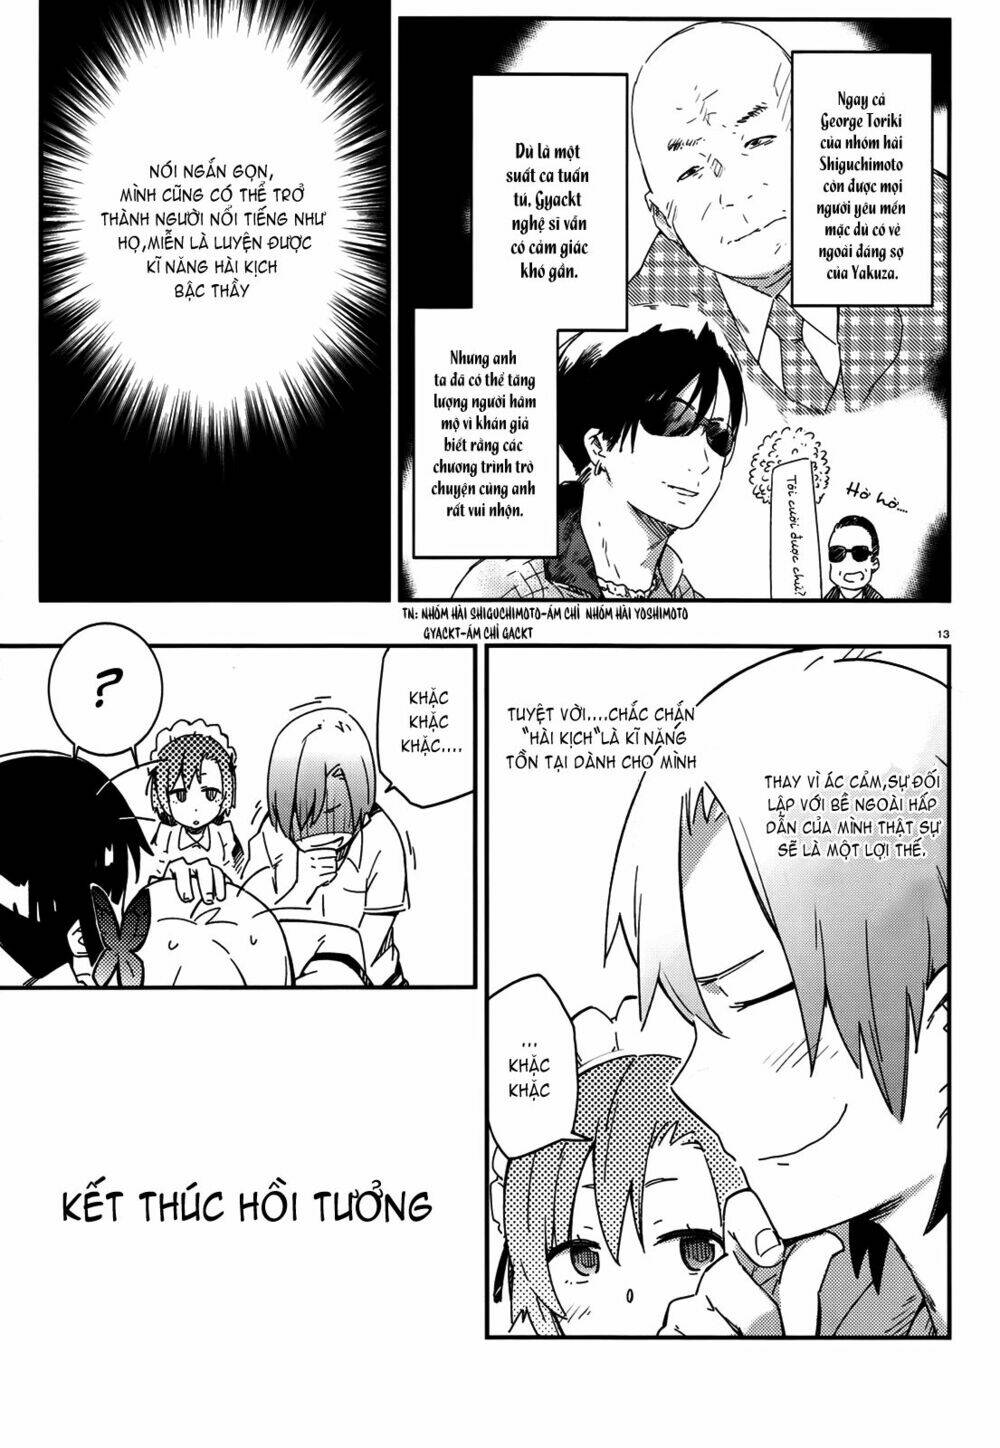 Ngay cả
George Toriki
của nhóm hài
Shiguchimoto
còn được mọi
người yêu mến
mặc dù có vẻ
ngoài đáng sợ
của Yakuza.
Dù là một
suất ca tuấn
tú, Gyackt
nghệ sĩ vẫn
có cảm giác
khó gần.
Nhưng anh
ta đã có thể tăng
lượng người hâm
mộ vì khán giả
biết rằng các
chương trình trò
chuyện cùng anh
rất vui nhộn.
Tôi cười được chứ?
Hờ hờ....
NÓI NGẮN GỌN,
MÌNH CŨNG CÓ THỂ TRỞ
THÀNH NGƯỜI NỔI TIẾNG NHƯ
HỌ,MIỄN LÀ LUYỆN ĐƯỢC
KĨ NĂNG HÀI KỊCH
BẬC THẦY
TN: NHÓM HÀI SHIGUCHIMOTO-ÁM CHỈ NHÓM HÀI YOSHIMOTO
GYACKT-ÁM CHỈ GACKT
13
TUYỆT VỜI....CHẮC CHẮN
"HÀI KỊCH"LÀ KĨ NĂNG
TỒN TẠI DÀNH CHO MÌNH
THAY VÌ ÁC CẢM,SỰ ĐỐI
LẬP VỚI BỀ NGOÀI HẤP
DẪN CỦA MÌNH THẬT SỰ
SẼ LÀ MỘT LỢI THẾ.
...
KHẶC
KHẶC
KHẶC
KHẶC
KHẶC....
?
KẾT THÚC HỒI TƯỞNG